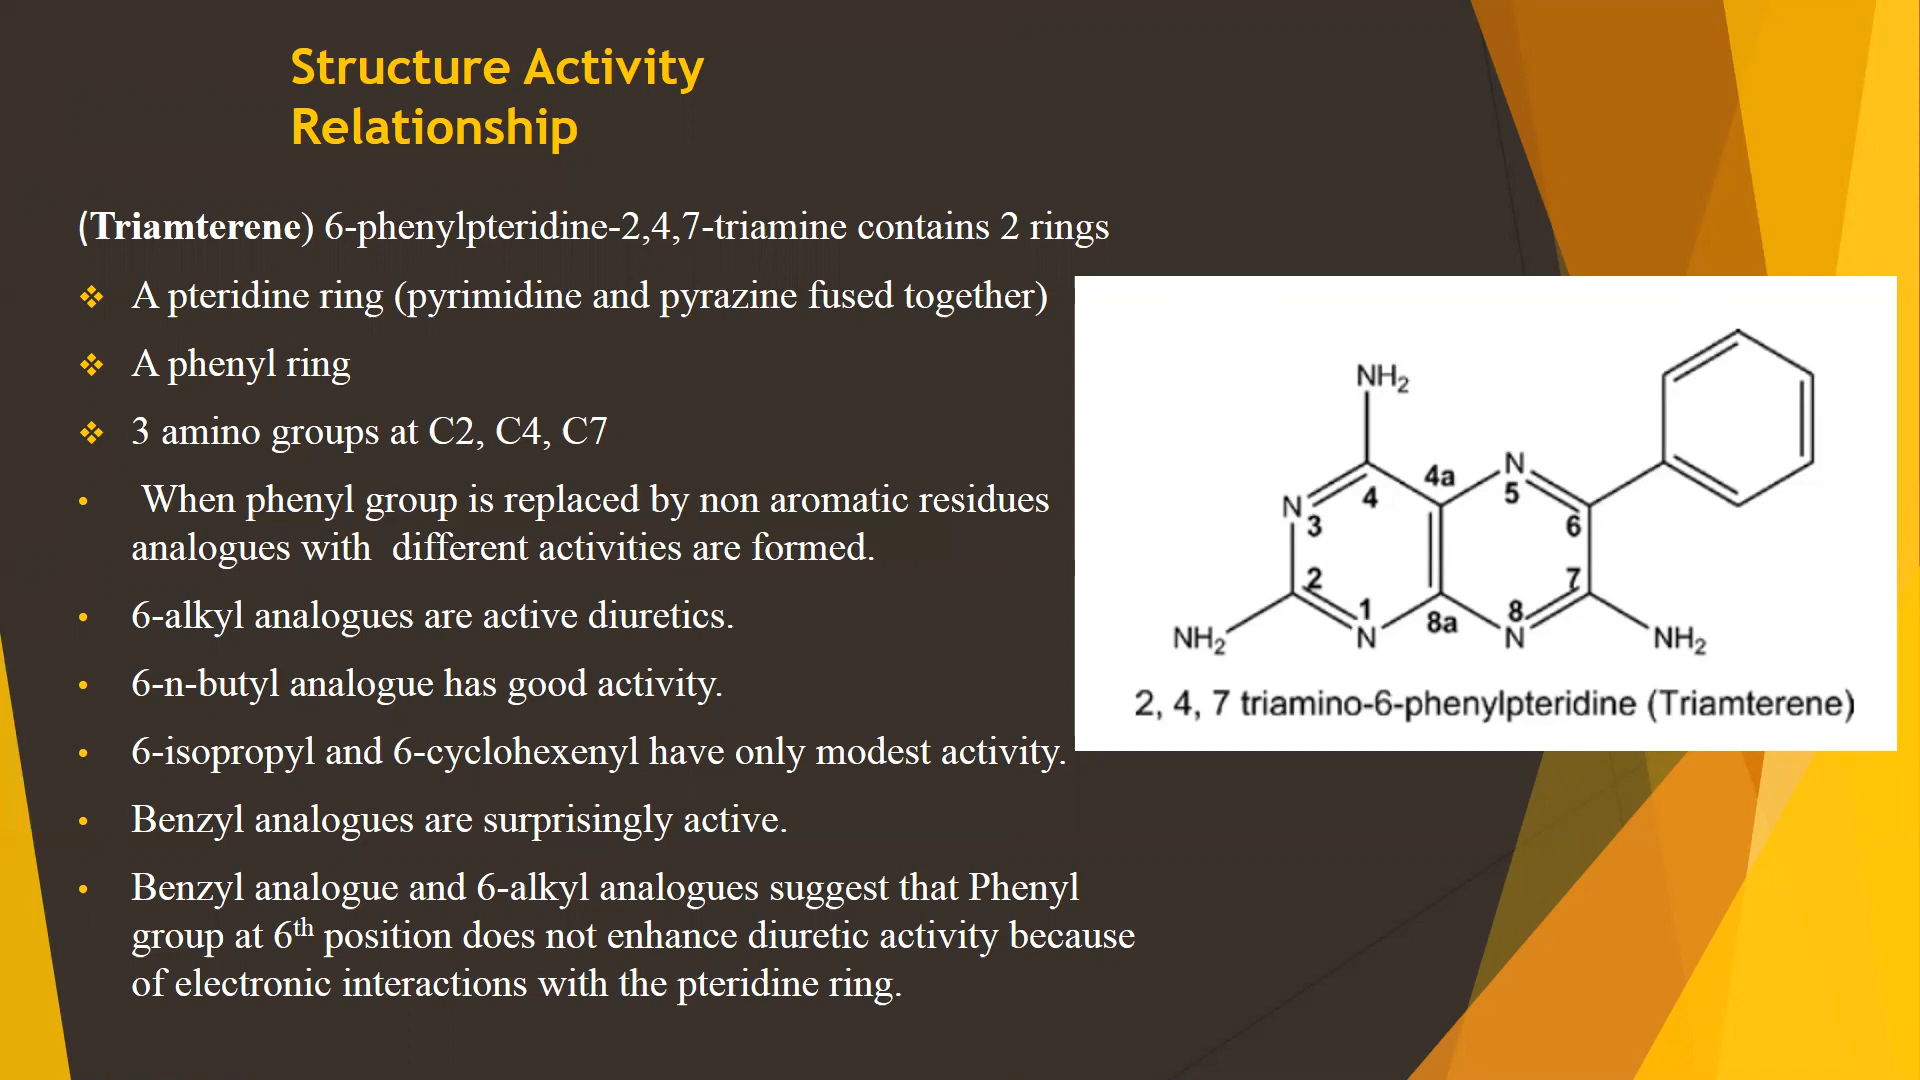 Structure Activity
Relationship
(Triamterene) 6-phenylpteridine-2,4,7-triamine contains 2 rings
❖ A pteridine ring (pyrimidine and pyrazine fused together)
❖ A phenyl ring
❖ 3 amino groups at C2, C4, C7
• When phenyl group is replaced by non aromatic residues
analogues with different activities are formed.
• 6-alkyl analogues are active diuretics.
• 6-n-butyl analogue has good activity.
• 6-isopropyl and 6-cyclohexenyl have only modest activity.
• Benzyl analogues are surprisingly active.
• Benzyl analogue and 6-alkyl analogues suggest that Phenyl
group at 6th position does not enhance diuretic activity because
of electronic interactions with the pteridine ring.
NH2
4a N
N 3 4 5 6
2 1 8a 8 7
NH2 N N NH2
2, 4, 7 triamino-6-phenylpteridine (Triamterene)